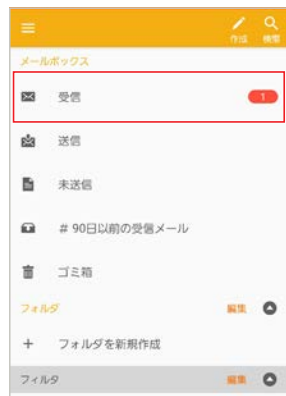 作成 検索
メールボックス
受信 1
送信
未送信
# 90日以前の受信メール
ゴミ箱
フォルダ 編集
フォルダを新規作成
フィルタ 編集